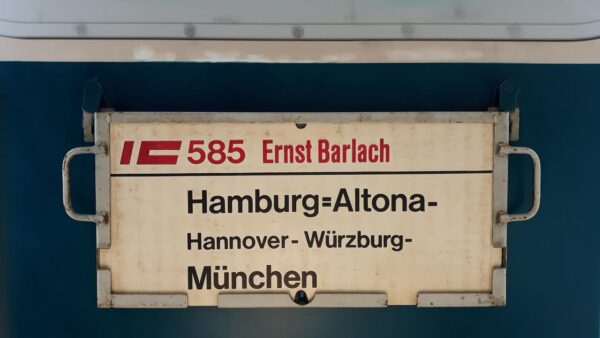 IC 585 Ernst Barlach
Hamburg=Altona-
Hannover - Würzburg-
München